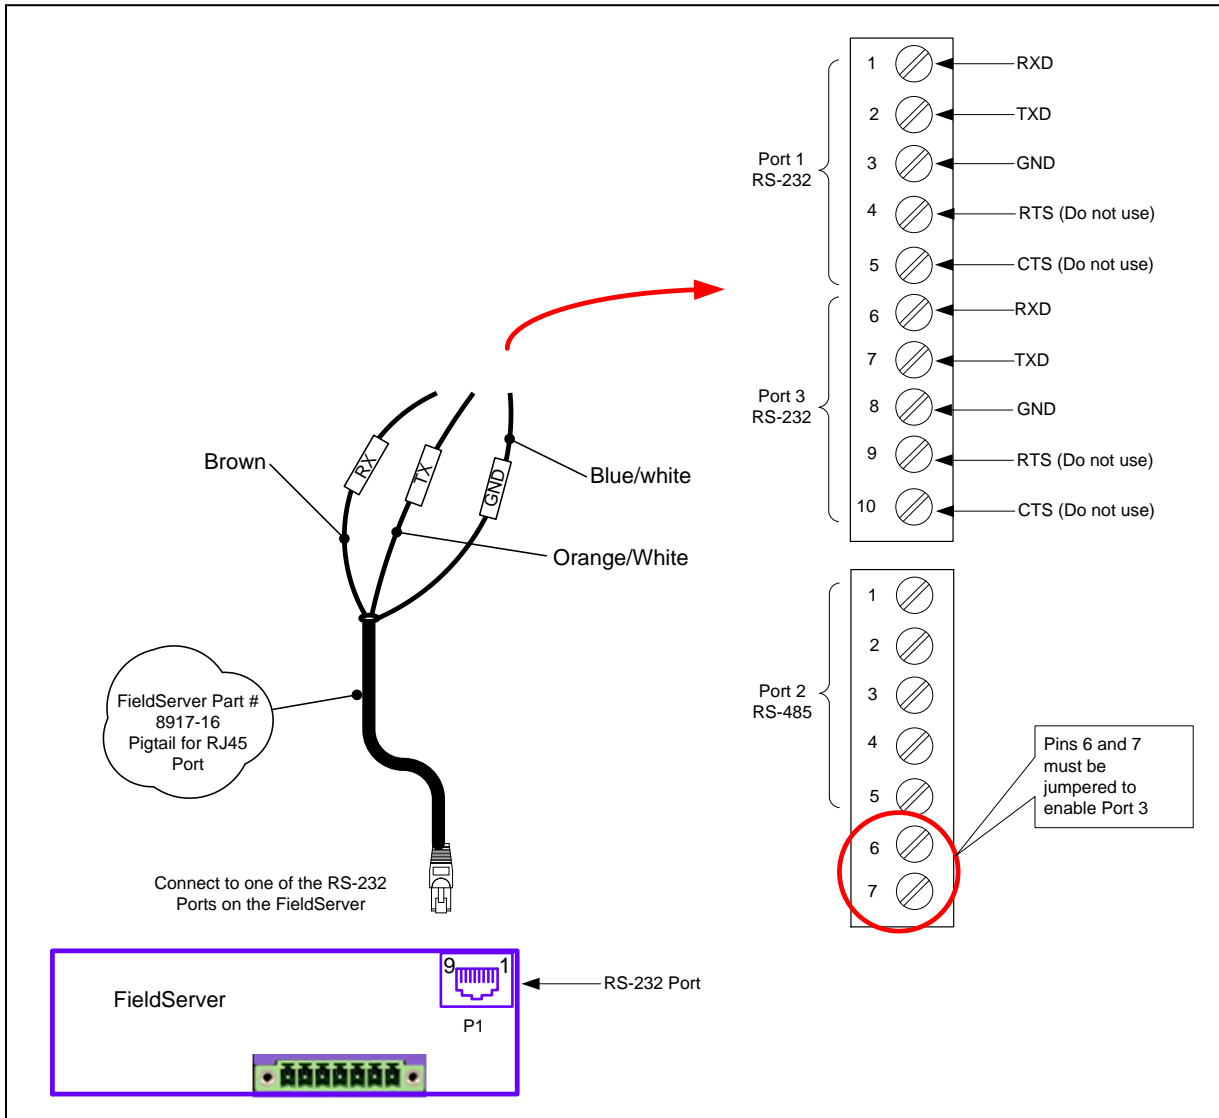 1
RXD
2
TXD
Port 1
RS-232
3
GND
4
RTS (Do not use)
5
CTS (Do not use)
6
RXD
7
TXD
Port 3
RS-232
8
GND
9
RTS (Do not use)
10
CTS (Do not use)
RX
TX
GND
Brown
Blue/white
Orange/White
FieldServer Part #
8917-16
Pigtail for RJ45
Port
Connect to one of the RS-232
Ports on the FieldServer
1
2
Port 2
RS-485
3
4
5
6
7
Pins 6 and 7
must be
jumpered to
enable Port 3
FieldServer
9
1
P1
RS-232 Port